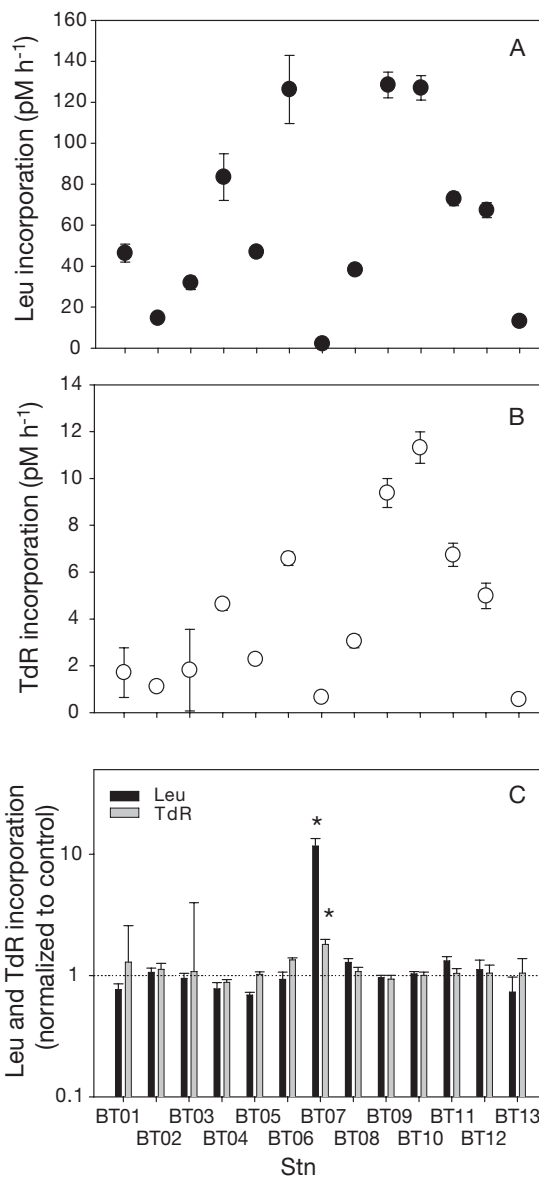 A
Leu incorporation (pM h⁻¹)
160
140
120
100
80
60
40
20
0
B
TdR incorporation (pM h⁻¹)
14
12
10
8
6
4
2
0
C
Leu and TdR incorporation
(normalized to control)
Leu
TdR
*
*
10
1
0.1
BT01 BT03 BT05 BT07 BT09 BT11 BT13
BT02 BT04 BT06 BT08 BT10 BT12
Stn